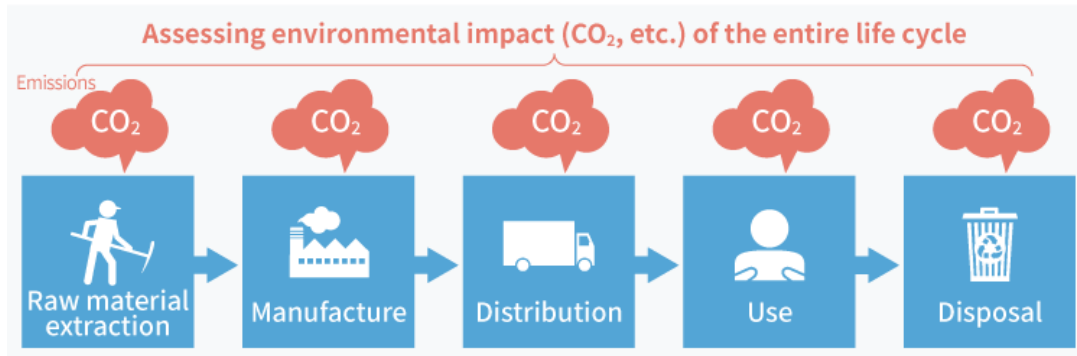 Assessing environmental impact (CO₂, etc.) of the entire life cycle
Emissions
CO₂
CO₂
CO₂
CO₂
CO₂
Raw material
extraction
Manufacture
Distribution
Use
Disposal